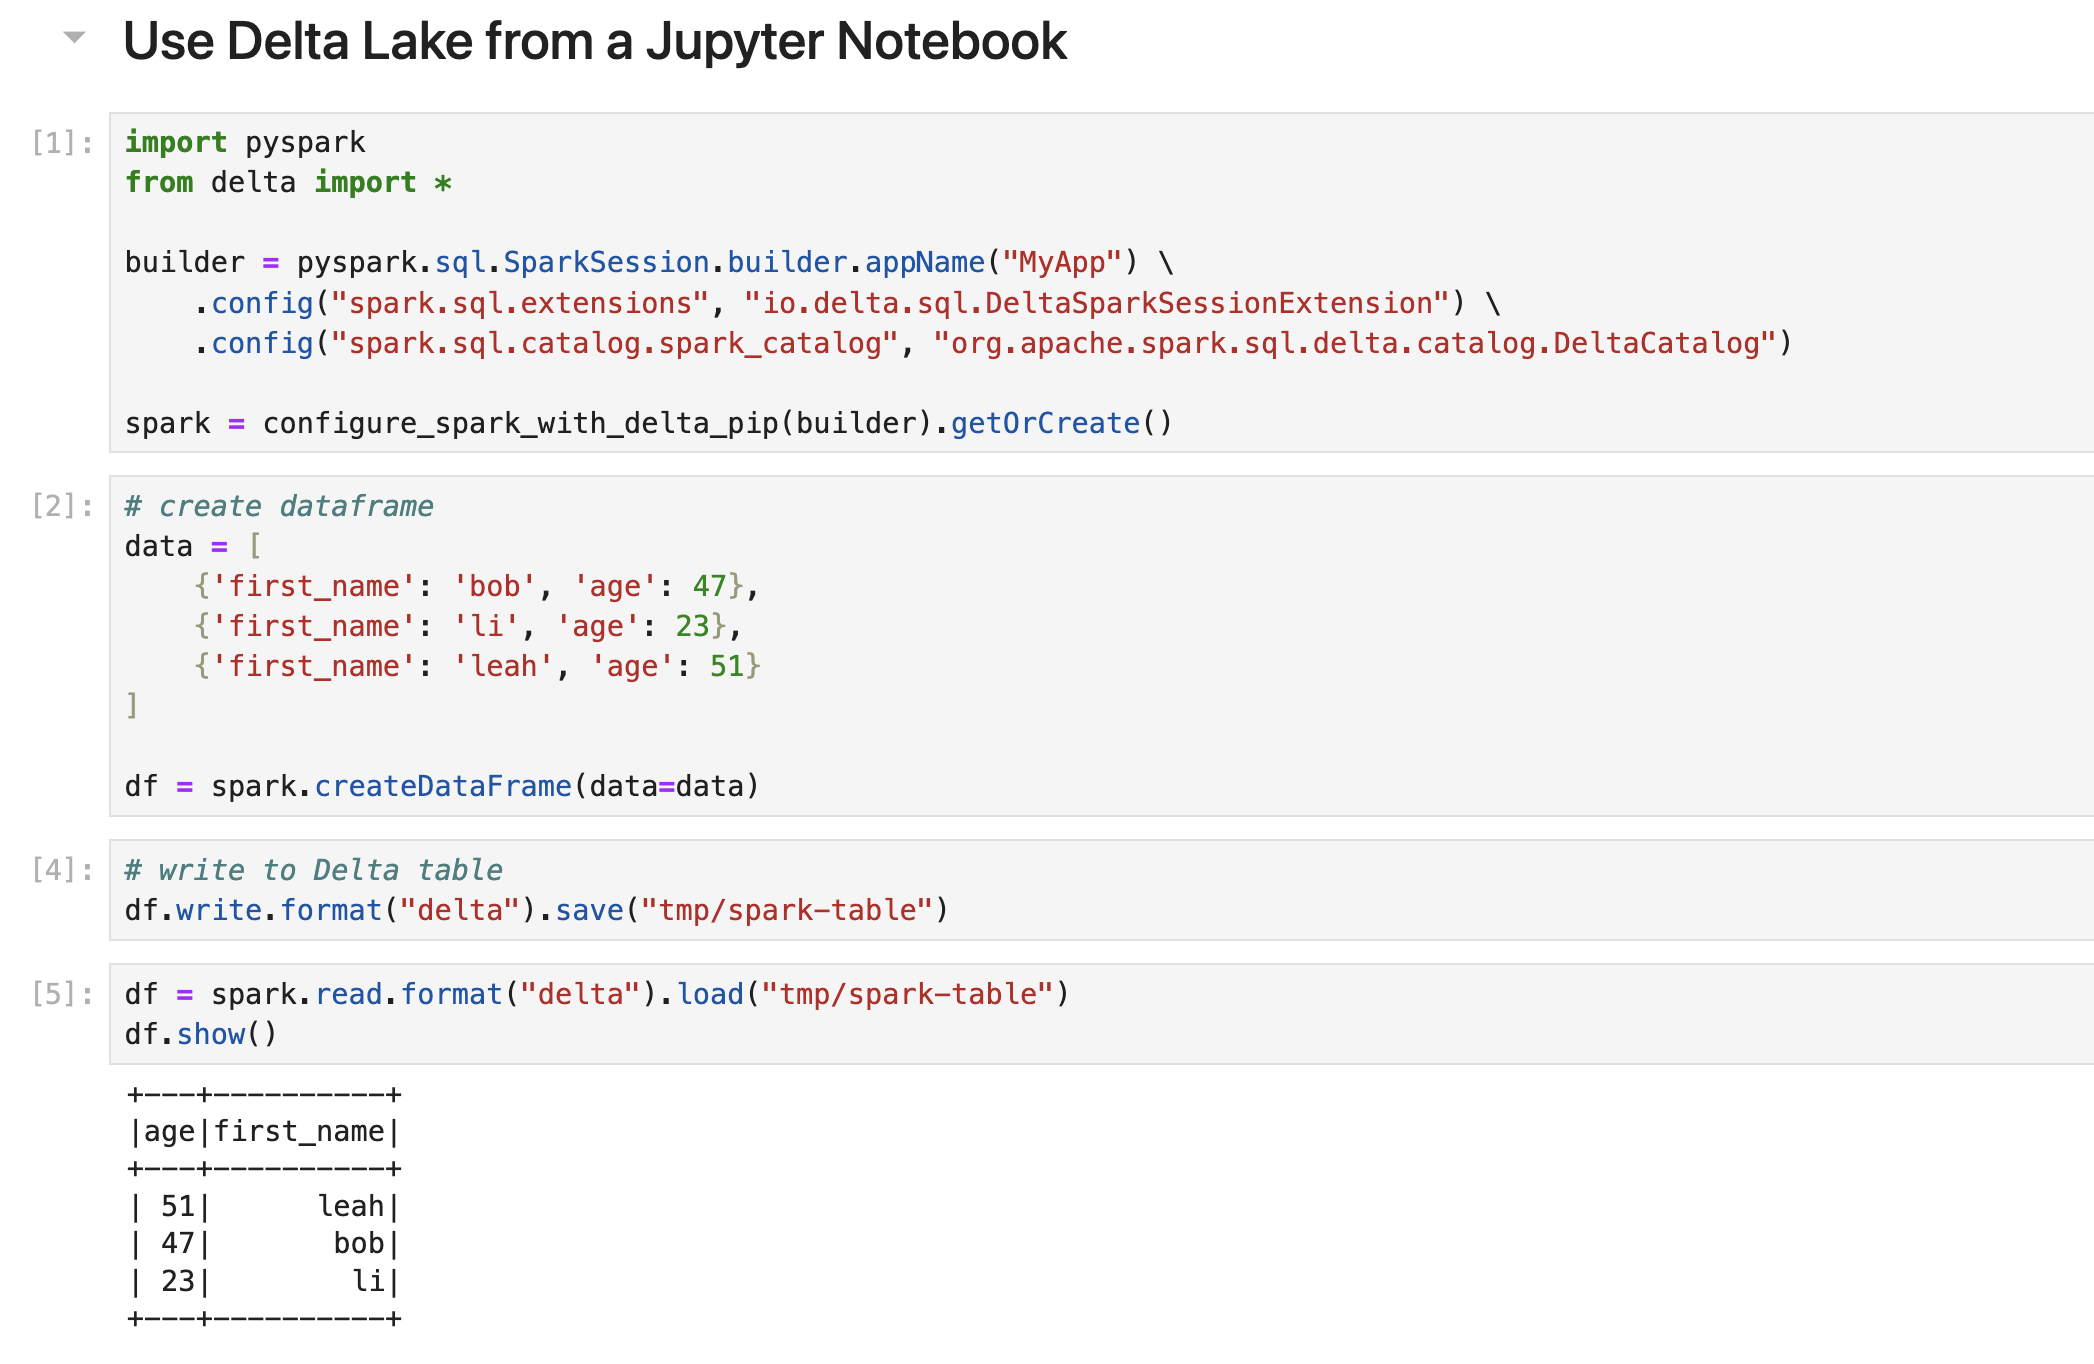 Use Delta Lake from a Jupyter Notebook
[1]:
import pyspark
from delta import *
builder = pyspark.sql.SparkSession.builder.appName("MyApp") \
    .config("spark.sql.extensions", "io.delta.sql.DeltaSparkSessionExtension") \
    .config("spark.sql.catalog.spark_catalog", "org.apache.spark.sql.delta.catalog.DeltaCatalog")
spark = configure_spark_with_delta_pip(builder).getOrCreate()
[2]:
# create dataframe
data = [
    {'first_name': 'bob', 'age': 47},
    {'first_name': 'li', 'age': 23},
    {'first_name': 'leah', 'age': 51}
]
df = spark.createDataFrame(data=data)
[4]:
# write to Delta table
df.write.format("delta").save("tmp/spark-table")
[5]:
df = spark.read.format("delta").load("tmp/spark-table")
df.show()
+---+----------+
|age|first_name|
+---+----------+
| 51|      leah|
| 47|       bob|
| 23|        li|
+---+----------+